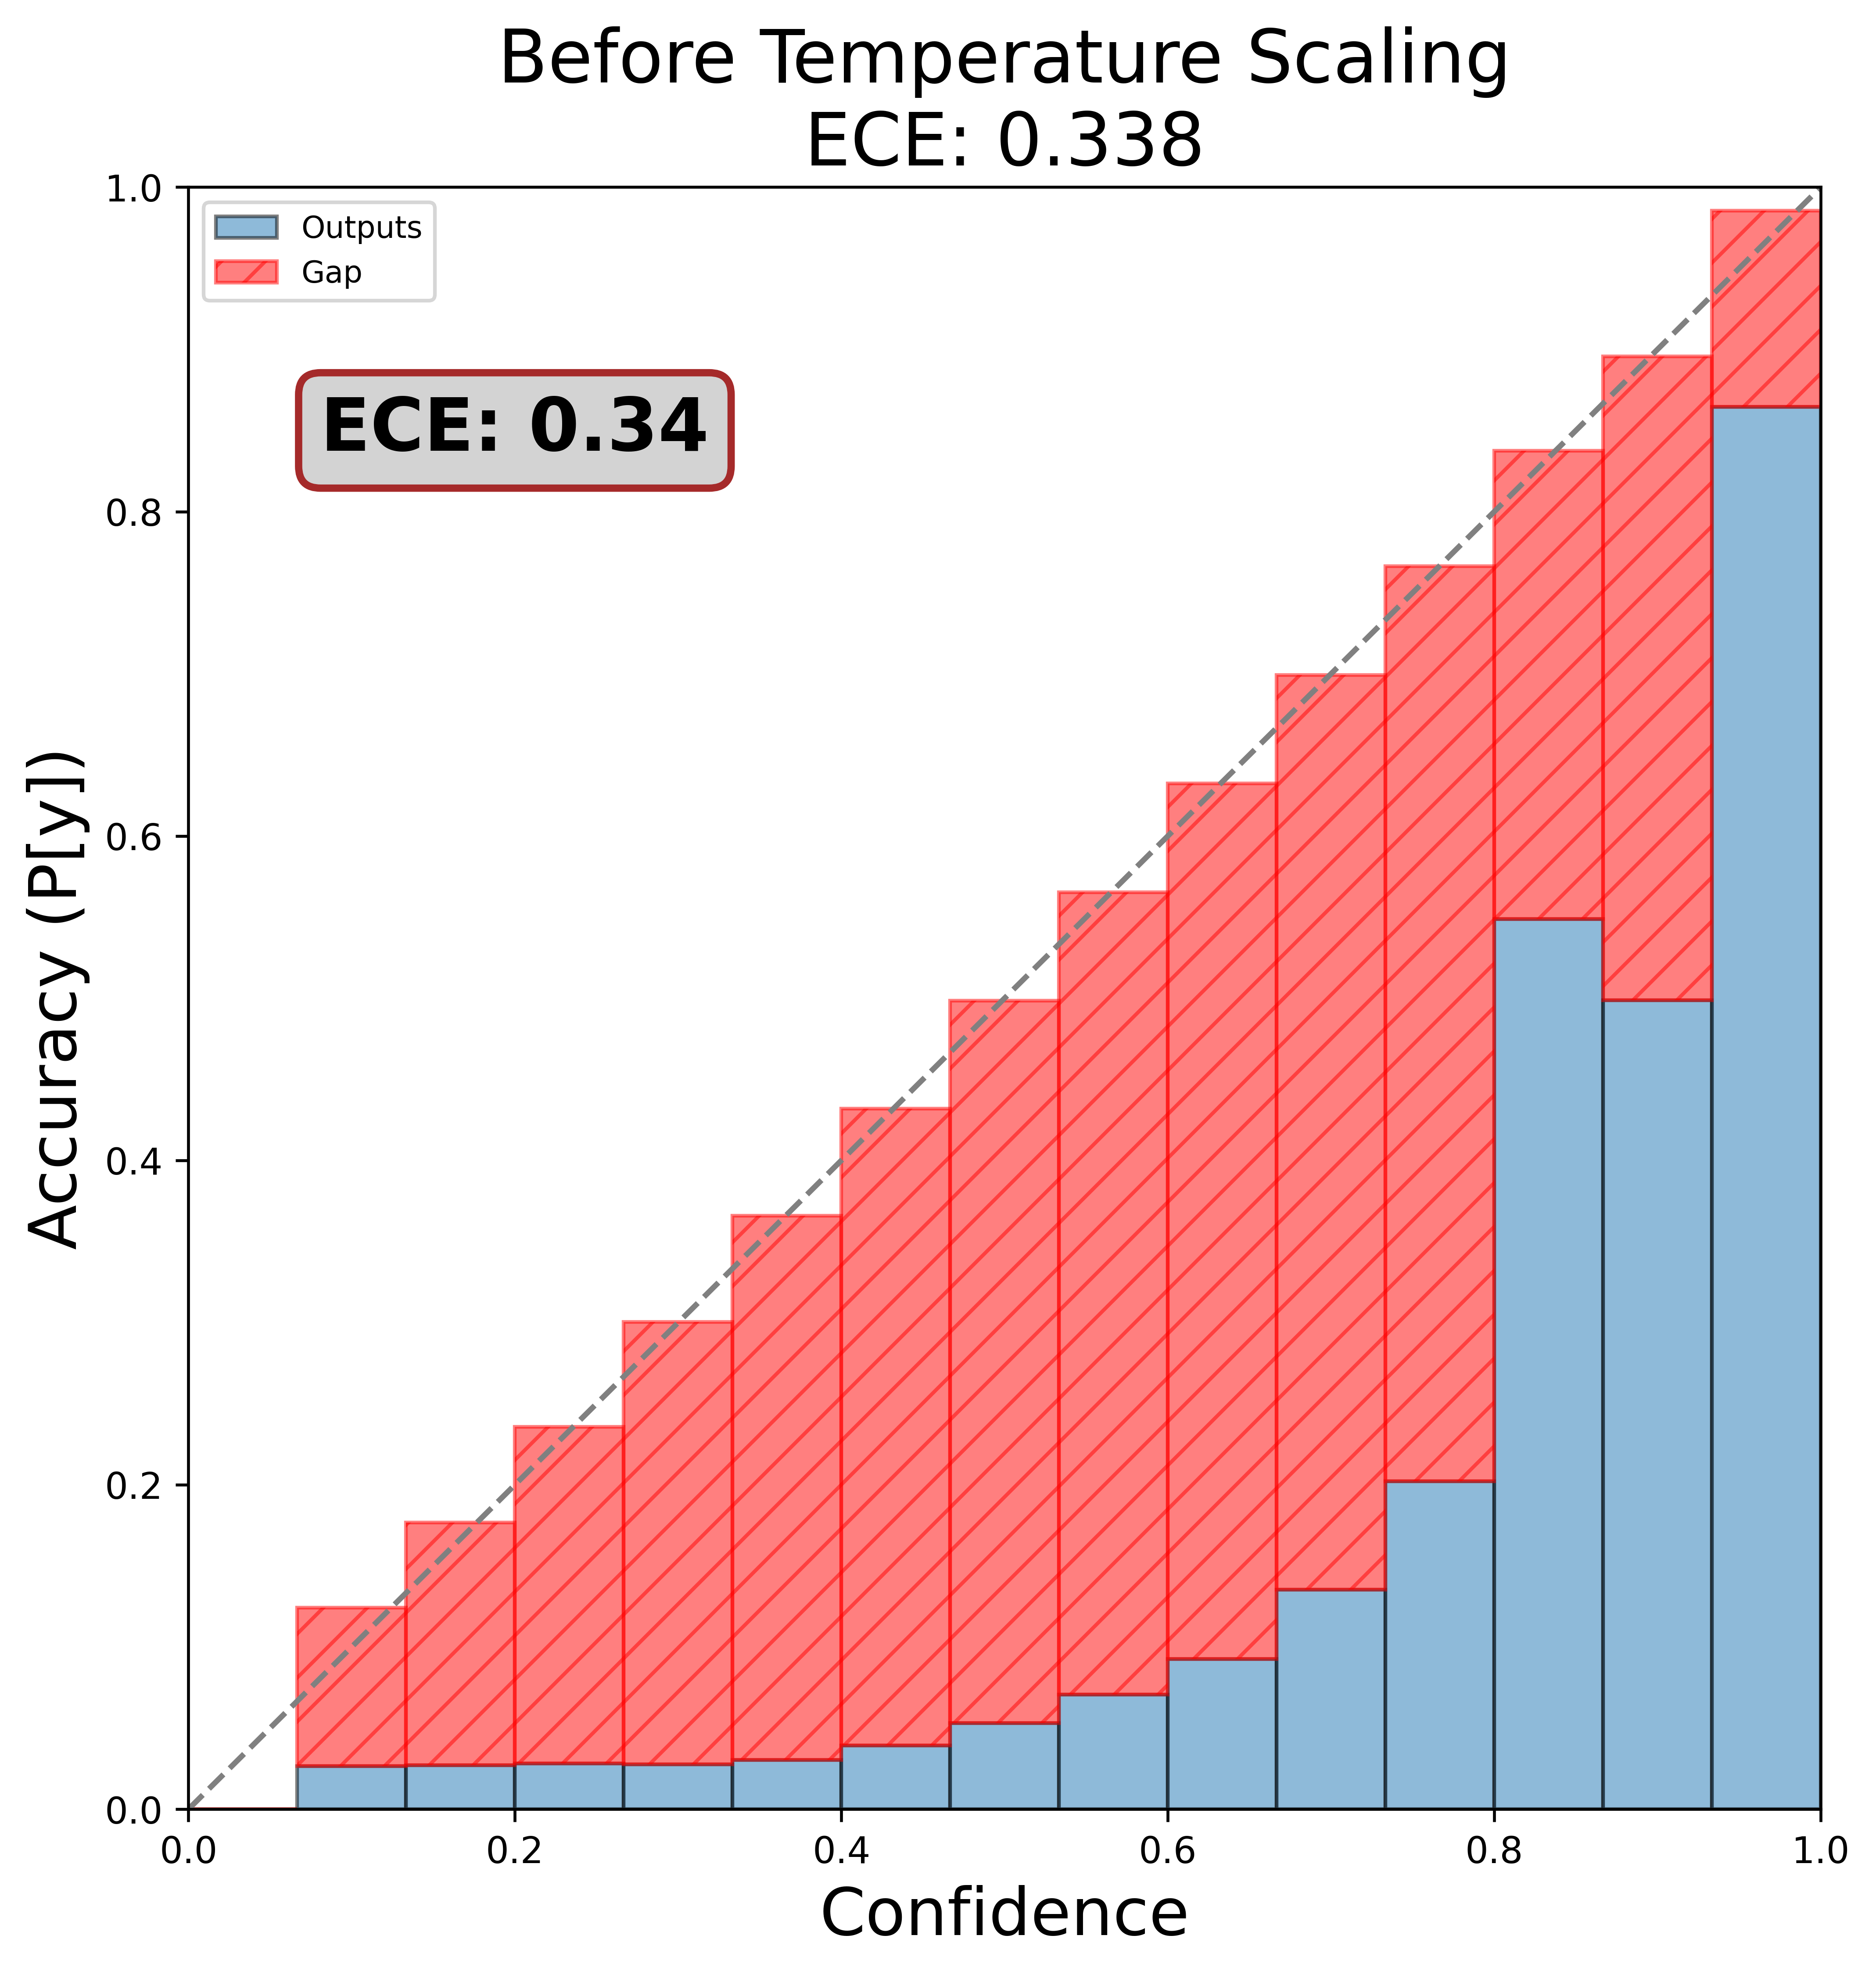 Before Temperature Scaling
ECE: 0.338
1.0
Outputs
Gap
ECE: 0.34
0.8
0.6
0.4
0.2
0.0
Accuracy (P[y])
0.0 0.2 0.4 0.6 0.8 1.0
Confidence